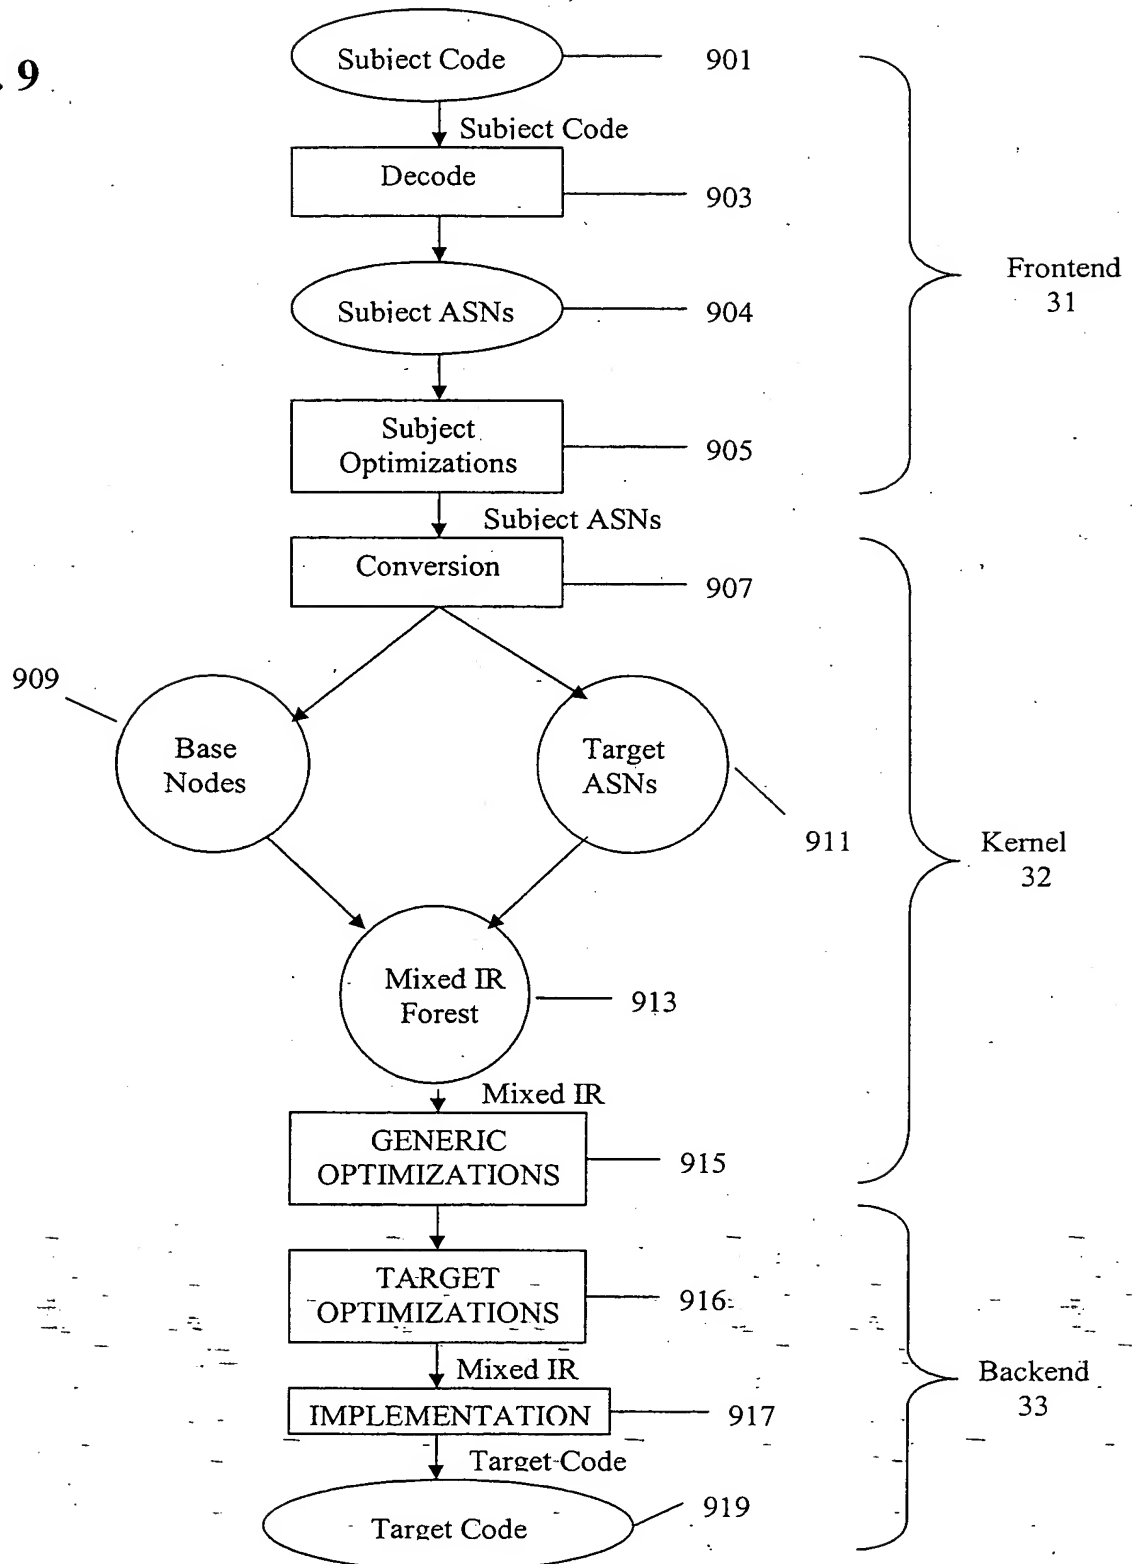 . 9
Subject Code
901
Subject Code
Decode
903
Subject ASNs
904
Frontend
31
Subject
Optimizations
905
Subject ASNs
Conversion
907
909
Base
Nodes
Target
ASNs
911
Kernel
32
Mixed IR
Forest
913
Mixed IR
GENERIC
OPTIMIZATIONS
915
TARGET
OPTIMIZATIONS
916
Mixed IR
IMPLEMENTATION
917
Backend
33
Target Code
Target Code
919